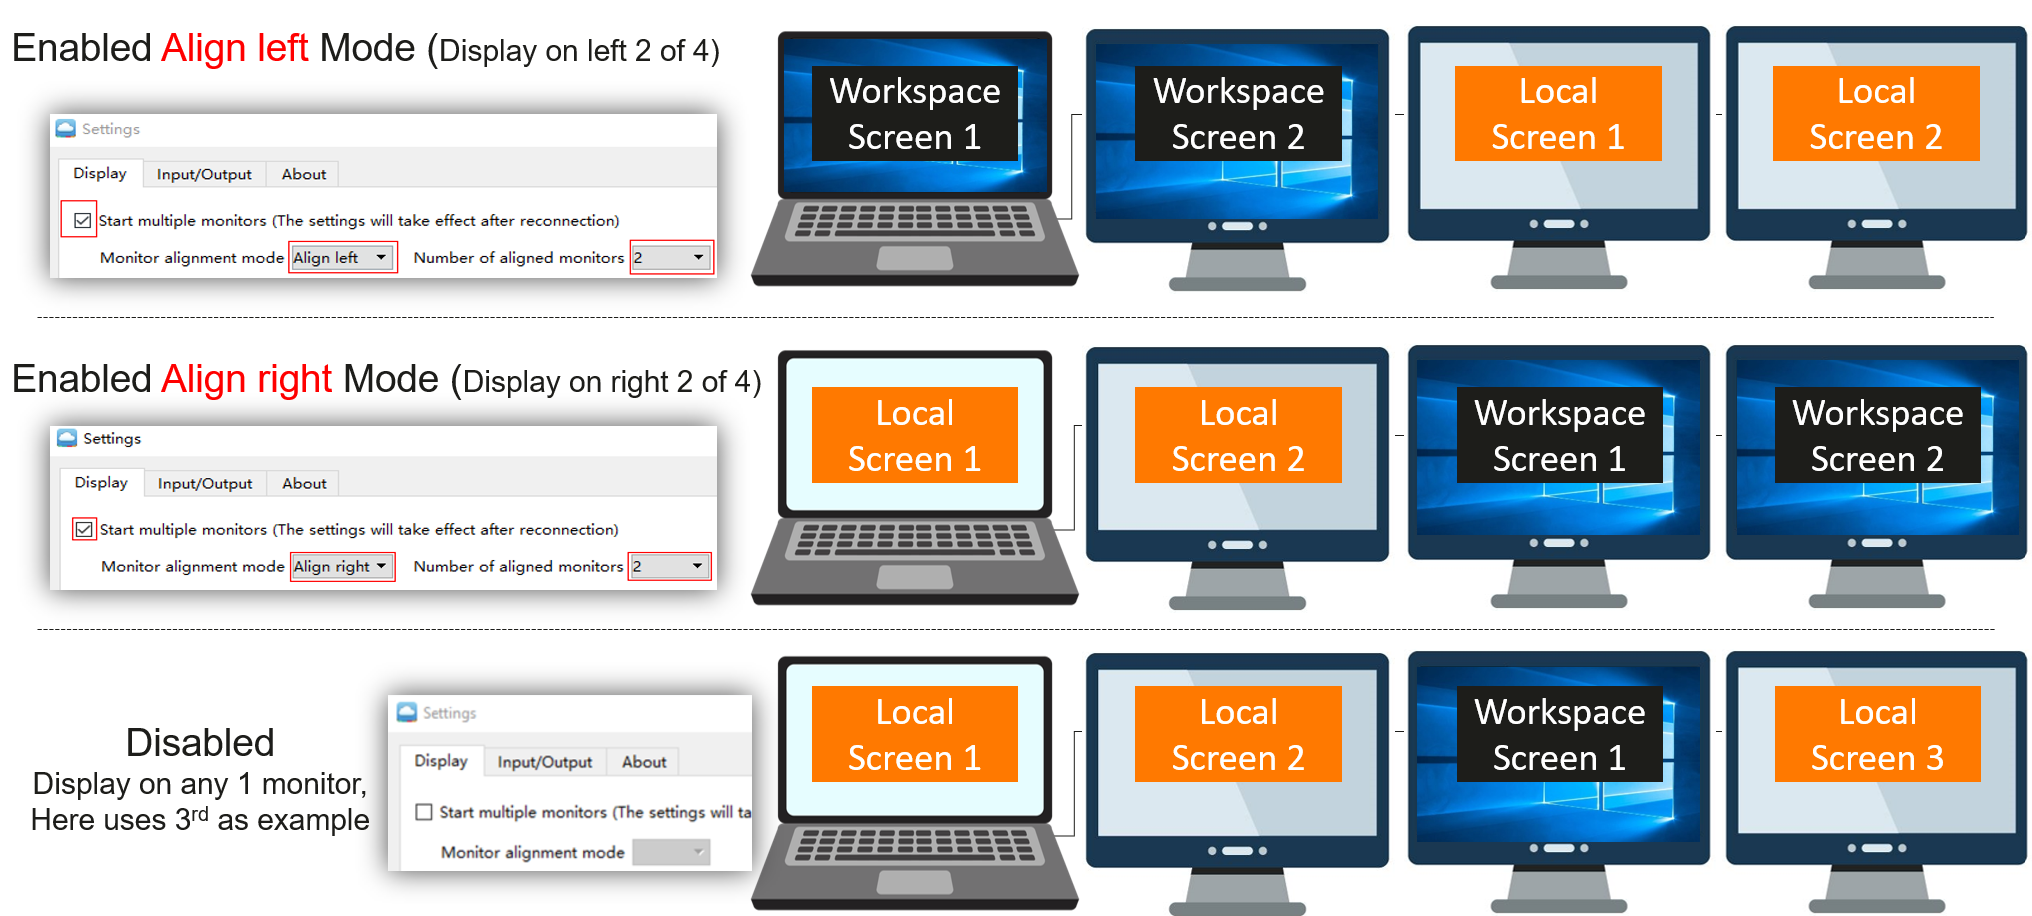 Enabled Align left Mode (Display on left 2 of 4)
Settings
Display Input/Output About
Start multiple monitors (The settings will take effect after reconnection)
Monitor alignment mode Align left Number of aligned monitors 2
Workspace
Screen 1
Workspace
Screen 2
Local
Screen 1
Local
Screen 2
Enabled Align right Mode (Display on right 2 of 4)
Settings
Display Input/Output About
Start multiple monitors (The settings will take effect after reconnection)
Monitor alignment mode Align right Number of aligned monitors 2
Local
Screen 1
Local
Screen 2
Workspace
Screen 1
Workspace
Screen 2
Disabled
Display on any 1 monitor,
Here uses 3rd as example
Settings
Display Input/Output About
Start multiple monitors (The settings will ta
Monitor alignment mode
Local
Screen 1
Local
Screen 2
Workspace
Screen 1
Local
Screen 3